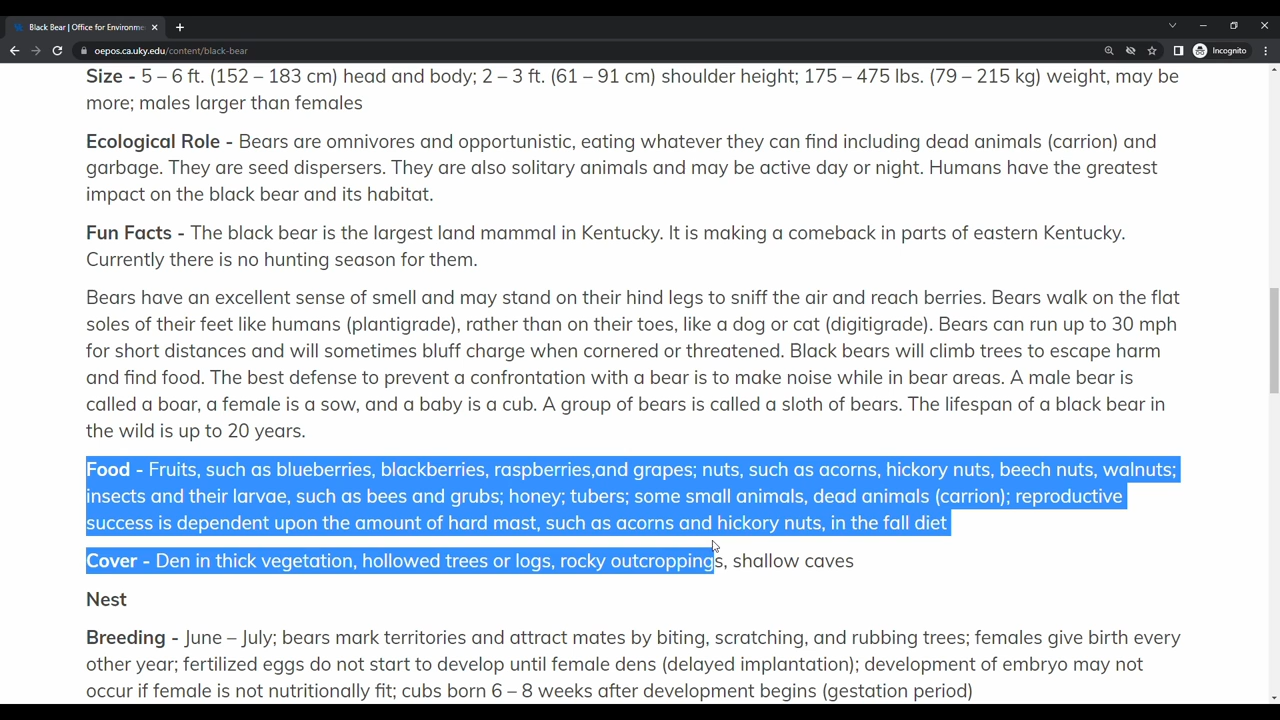 Black Bear | Office for Environme
oepos.ca.uky.edu/content/black-bear
Incognito
Size - 5 – 6 ft. (152 – 183 cm) head and body; 2 – 3 ft. (61 – 91 cm) shoulder height; 175 – 475 lbs. (79 – 215 kg) weight, may be
more; males larger than females
Ecological Role - Bears are omnivores and opportunistic, eating whatever they can find including dead animals (carrion) and
garbage. They are seed dispersers. They are also solitary animals and may be active day or night. Humans have the greatest
impact on the black bear and its habitat.
Fun Facts - The black bear is the largest land mammal in Kentucky. It is making a comeback in parts of eastern Kentucky.
Currently there is no hunting season for them.
Bears have an excellent sense of smell and may stand on their hind legs to sniff the air and reach berries. Bears walk on the flat
soles of their feet like humans (plantigrade), rather than on their toes, like a dog or cat (digitigrade). Bears can run up to 30 mph
for short distances and will sometimes bluff charge when cornered or threatened. Black bears will climb trees to escape harm
and find food. The best defense to prevent a confrontation with a bear is to make noise while in bear areas. A male bear is
called a boar, a female is a sow, and a baby is a cub. A group of bears is called a sloth of bears. The lifespan of a black bear in
the wild is up to 20 years.
Food - Fruits, such as blueberries, blackberries, raspberries,and grapes; nuts, such as acorns, hickory nuts, beech nuts, walnuts;
insects and their larvae, such as bees and grubs; honey; tubers; some small animals, dead animals (carrion); reproductive
success is dependent upon the amount of hard mast, such as acorns and hickory nuts, in the fall diet
Cover - Den in thick vegetation, hollowed trees or logs, rocky outcroppings, shallow caves
Nest
Breeding - June – July; bears mark territories and attract mates by biting, scratching, and rubbing trees; females give birth every
other year; fertilized eggs do not start to develop until female dens (delayed implantation); development of embryo may not
occur if female is not nutritionally fit; cubs born 6 – 8 weeks after development begins (gestation period)